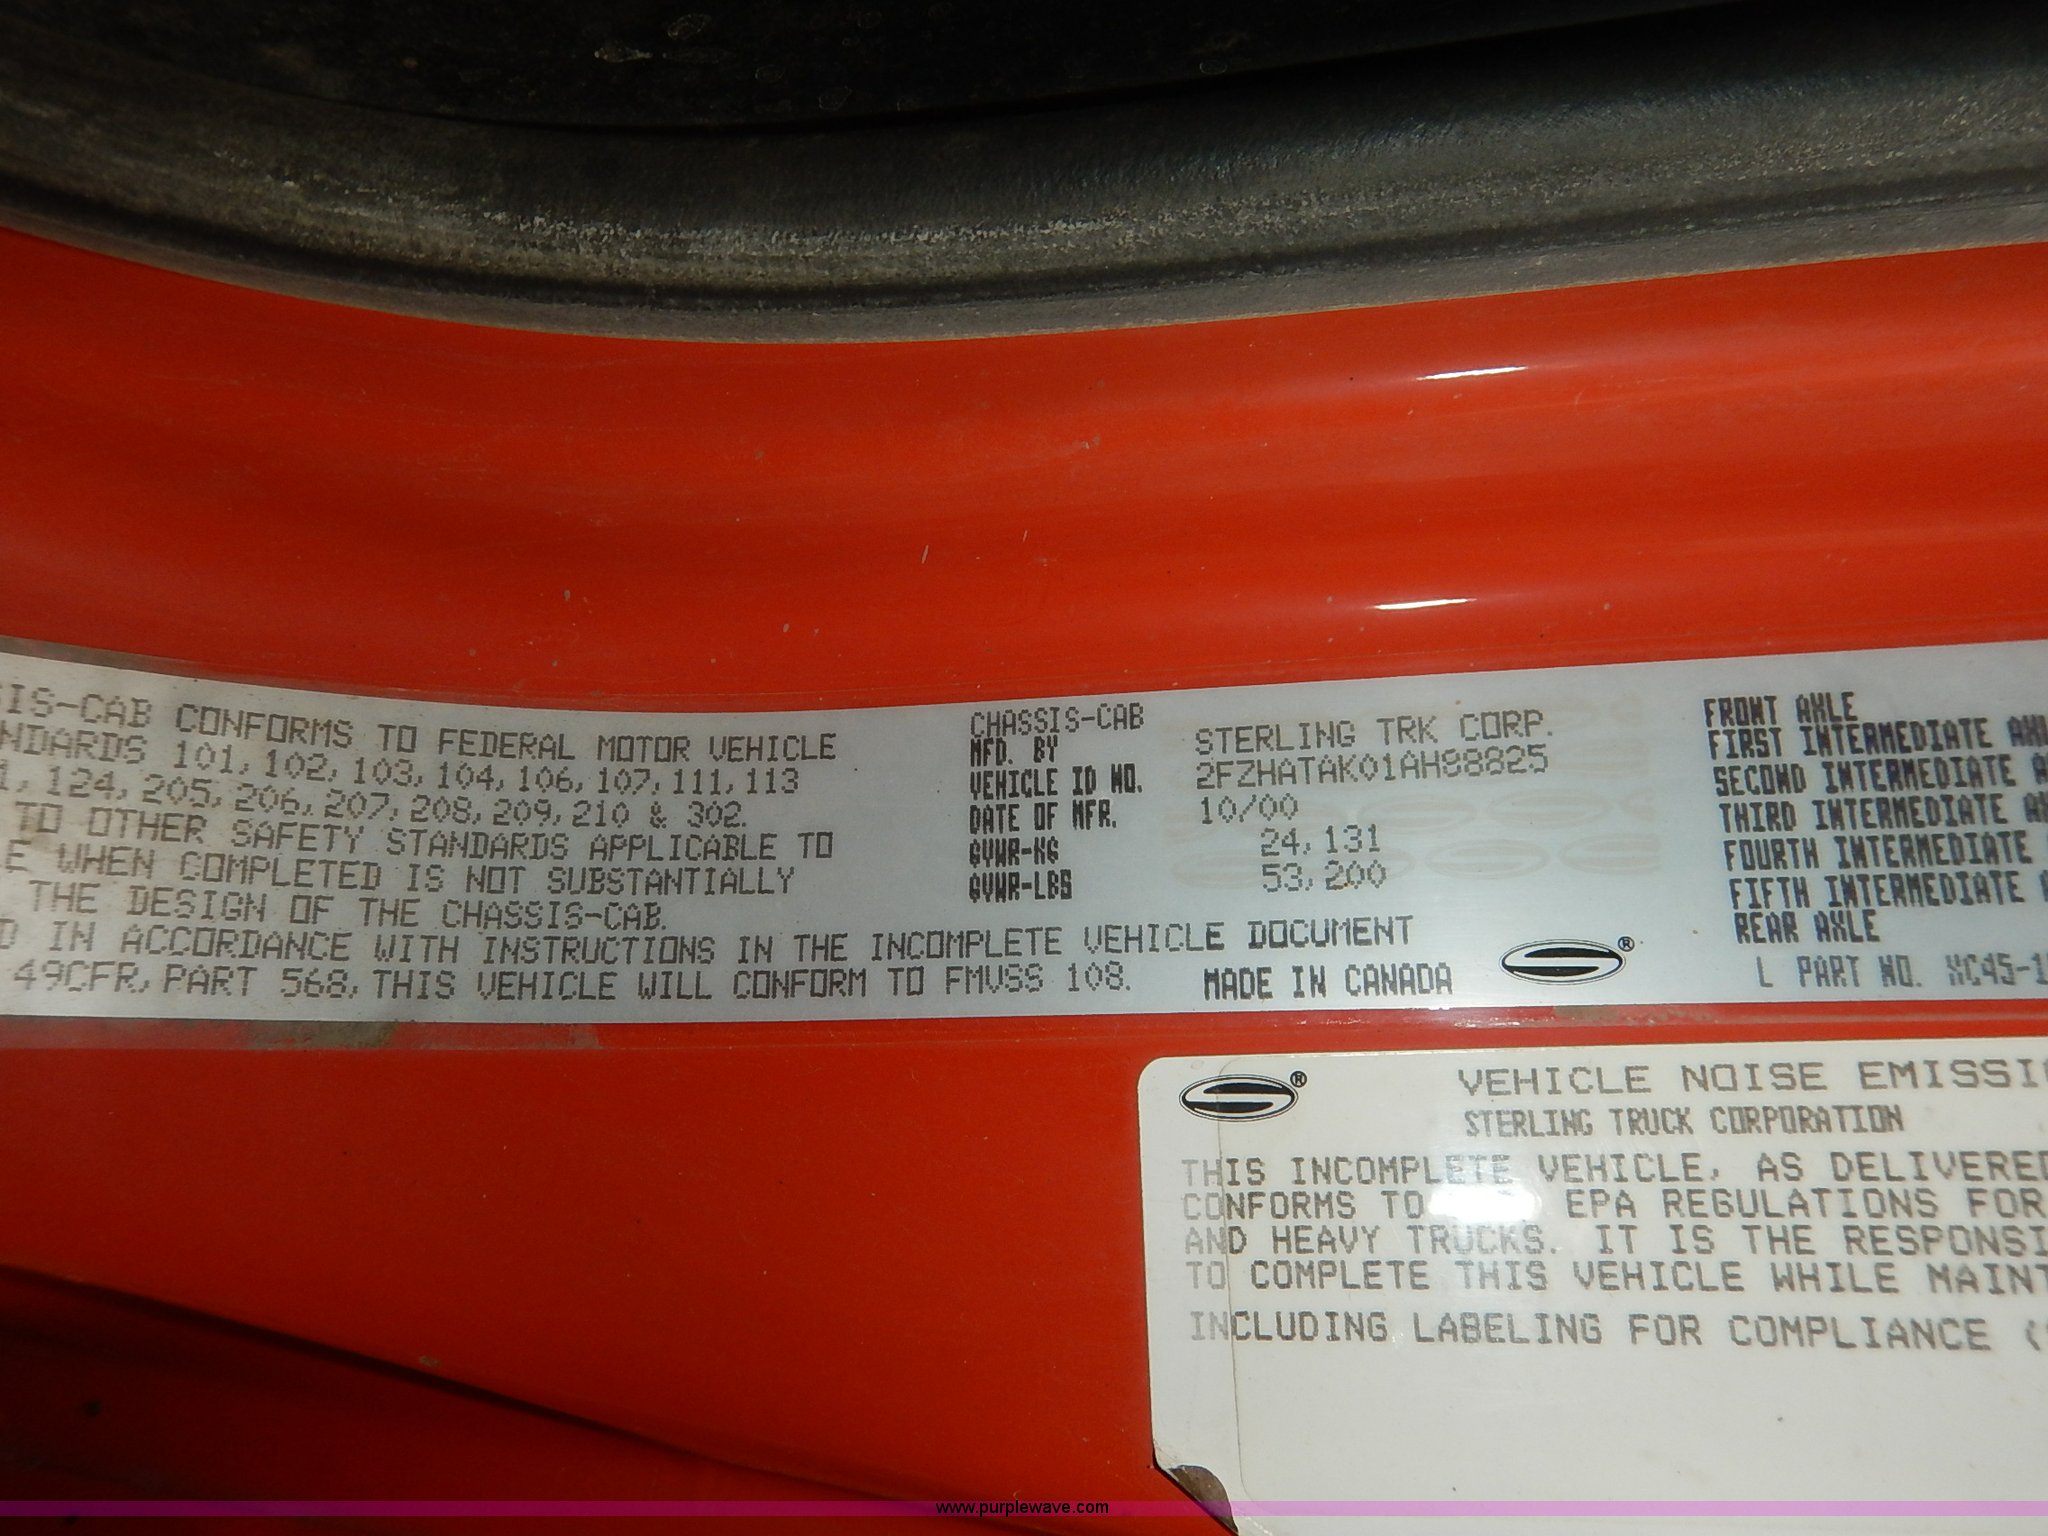 SIS-CAB CONFORMS TO FEDERAL MOTOR VEHICLE
NDARDS 101, 102, 103, 104, 106, 107, 111, 113
1, 124, 205, 206, 207, 208, 209, 210 & 302.
TO OTHER SAFETY STANDARDS APPLICABLE TO
E WHEN COMPLETED IS NOT SUBSTANTIALLY
THE DESIGN OF THE CHASSIS-CAB.
D IN ACCORDANCE WITH INSTRUCTIONS IN THE INCOMPLETE VEHICLE DOCUMENT
49CFR, PART 568, THIS VEHICLE WILL CONFORM TO FMVSS 108. MADE IN CANADA ®
CHASSIS-CAB
MFD. BY STERLING TRK CORP.
VEHICLE ID NO. 2FZHATAK01AH98825
DATE OF MFR. 10/00
GVWR-KG 24,131
GVWR-LBS 53,200
FRONT AXLE
FIRST INTERMEDIATE AXL
SECOND INTERMEDIATE A
THIRD INTERMEDIATE AX
FOURTH INTERMEDIATE
FIFTH INTERMEDIATE A
REAR AXLE
L PART NO. XC45-1
® VEHICLE NOISE EMISSIO
STERLING TRUCK CORPORATION
THIS INCOMPLETE VEHICLE, AS DELIVERED
CONFORMS TO EPA REGULATIONS FOR
AND HEAVY TRUCKS. IT IS THE RESPONSI
TO COMPLETE THIS VEHICLE WHILE MAINT
INCLUDING LABELING FOR COMPLIANCE (
www.purplewave.com